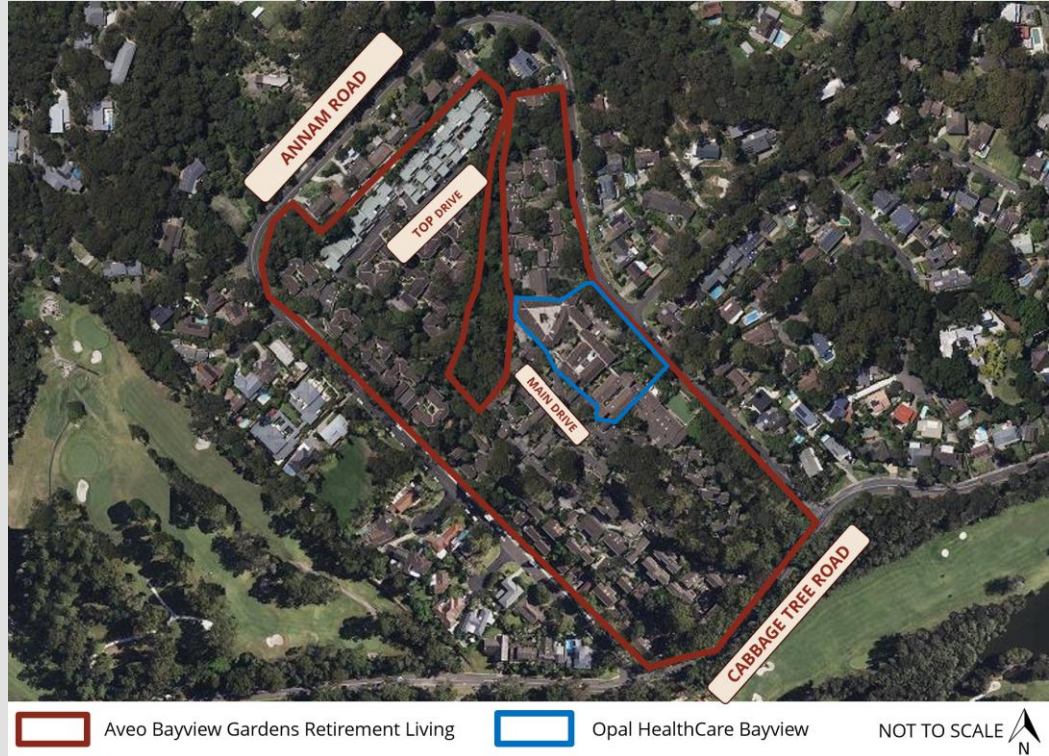 ANNAM ROAD
TOP DRIVE
MAIN DRIVE
CABBAGE TREE ROAD
Aveo Bayview Gardens Retirement Living
Opal HealthCare Bayview
NOT TO SCALE
N